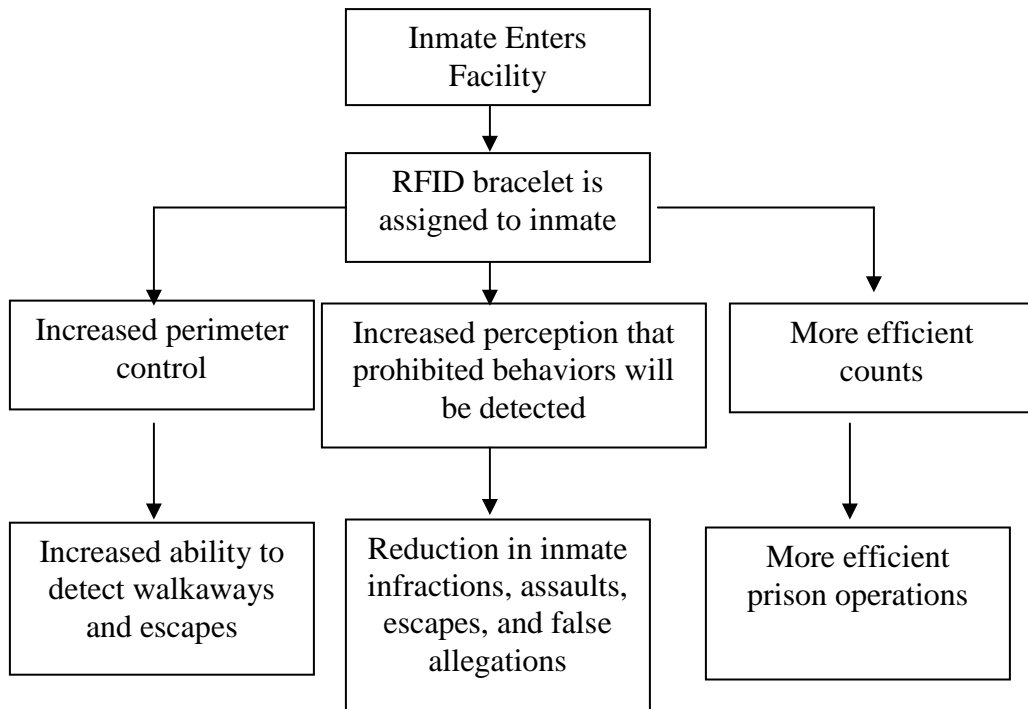 Inmate Enters
Facility
RFID bracelet is
assigned to inmate
Increased perimeter
control
Increased perception that
prohibited behaviors will
be detected
More efficient
counts
Increased ability to
detect walkaways
and escapes
Reduction in inmate
infractions, assaults,
escapes, and false
allegations
More efficient
prison operations